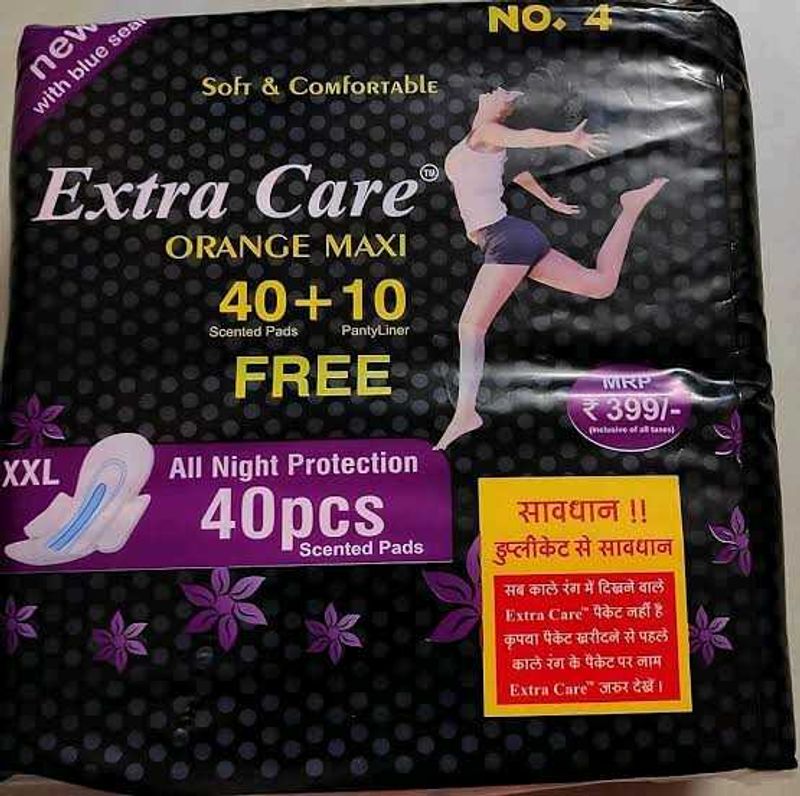 new
with blue seal
NO. 4
Soft & Comfortable
Extra Care TM
ORANGE MAXI
40+10
Scented Pads PantyLiner
FREE
MRP
₹ 399/-
(inclusive of all taxes)
XXL
All Night Protection
40pcs
Scented Pads
सावधान !!
डुप्लीकेट से सावधान
सब काले रंग में दिखने वाले
Extra Care™ पैकेट नहीं है
कृपया पैकेट खरीदने से पहले
काले रंग के पैकेट पर नाम
Extra Care™ जरुर देखें।